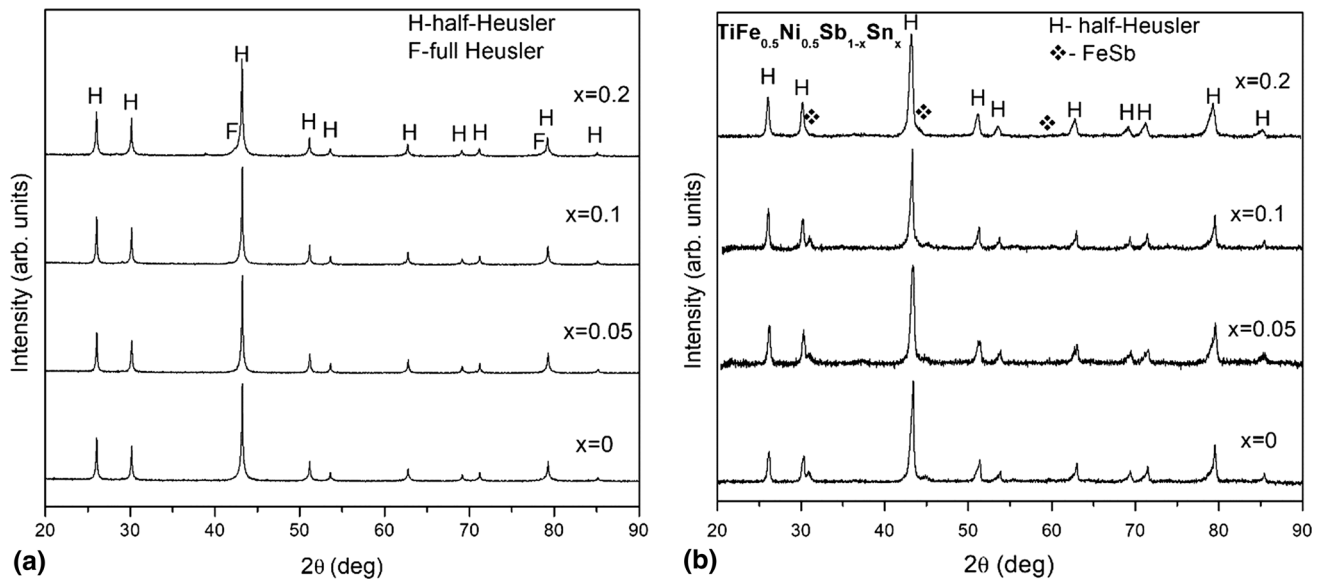 H-half-Heusler
F-full Heusler
H H H F H H H H H F H H
x=0.2
x=0.1
x=0.05
x=0
Intensity (arb. units)
20 30 40 50 60 70 80 90
2θ (deg)
(a)
TiFe0.5Ni0.5Sb1-xSnx
H- half-Heusler
❖- FeSb
H H ❖ H ❖ H H ❖ H H H H H
x=0.2
x=0.1
x=0.05
x=0
Intensity (arb. units)
20 30 40 50 60 70 80 90
2θ (deg)
(b)